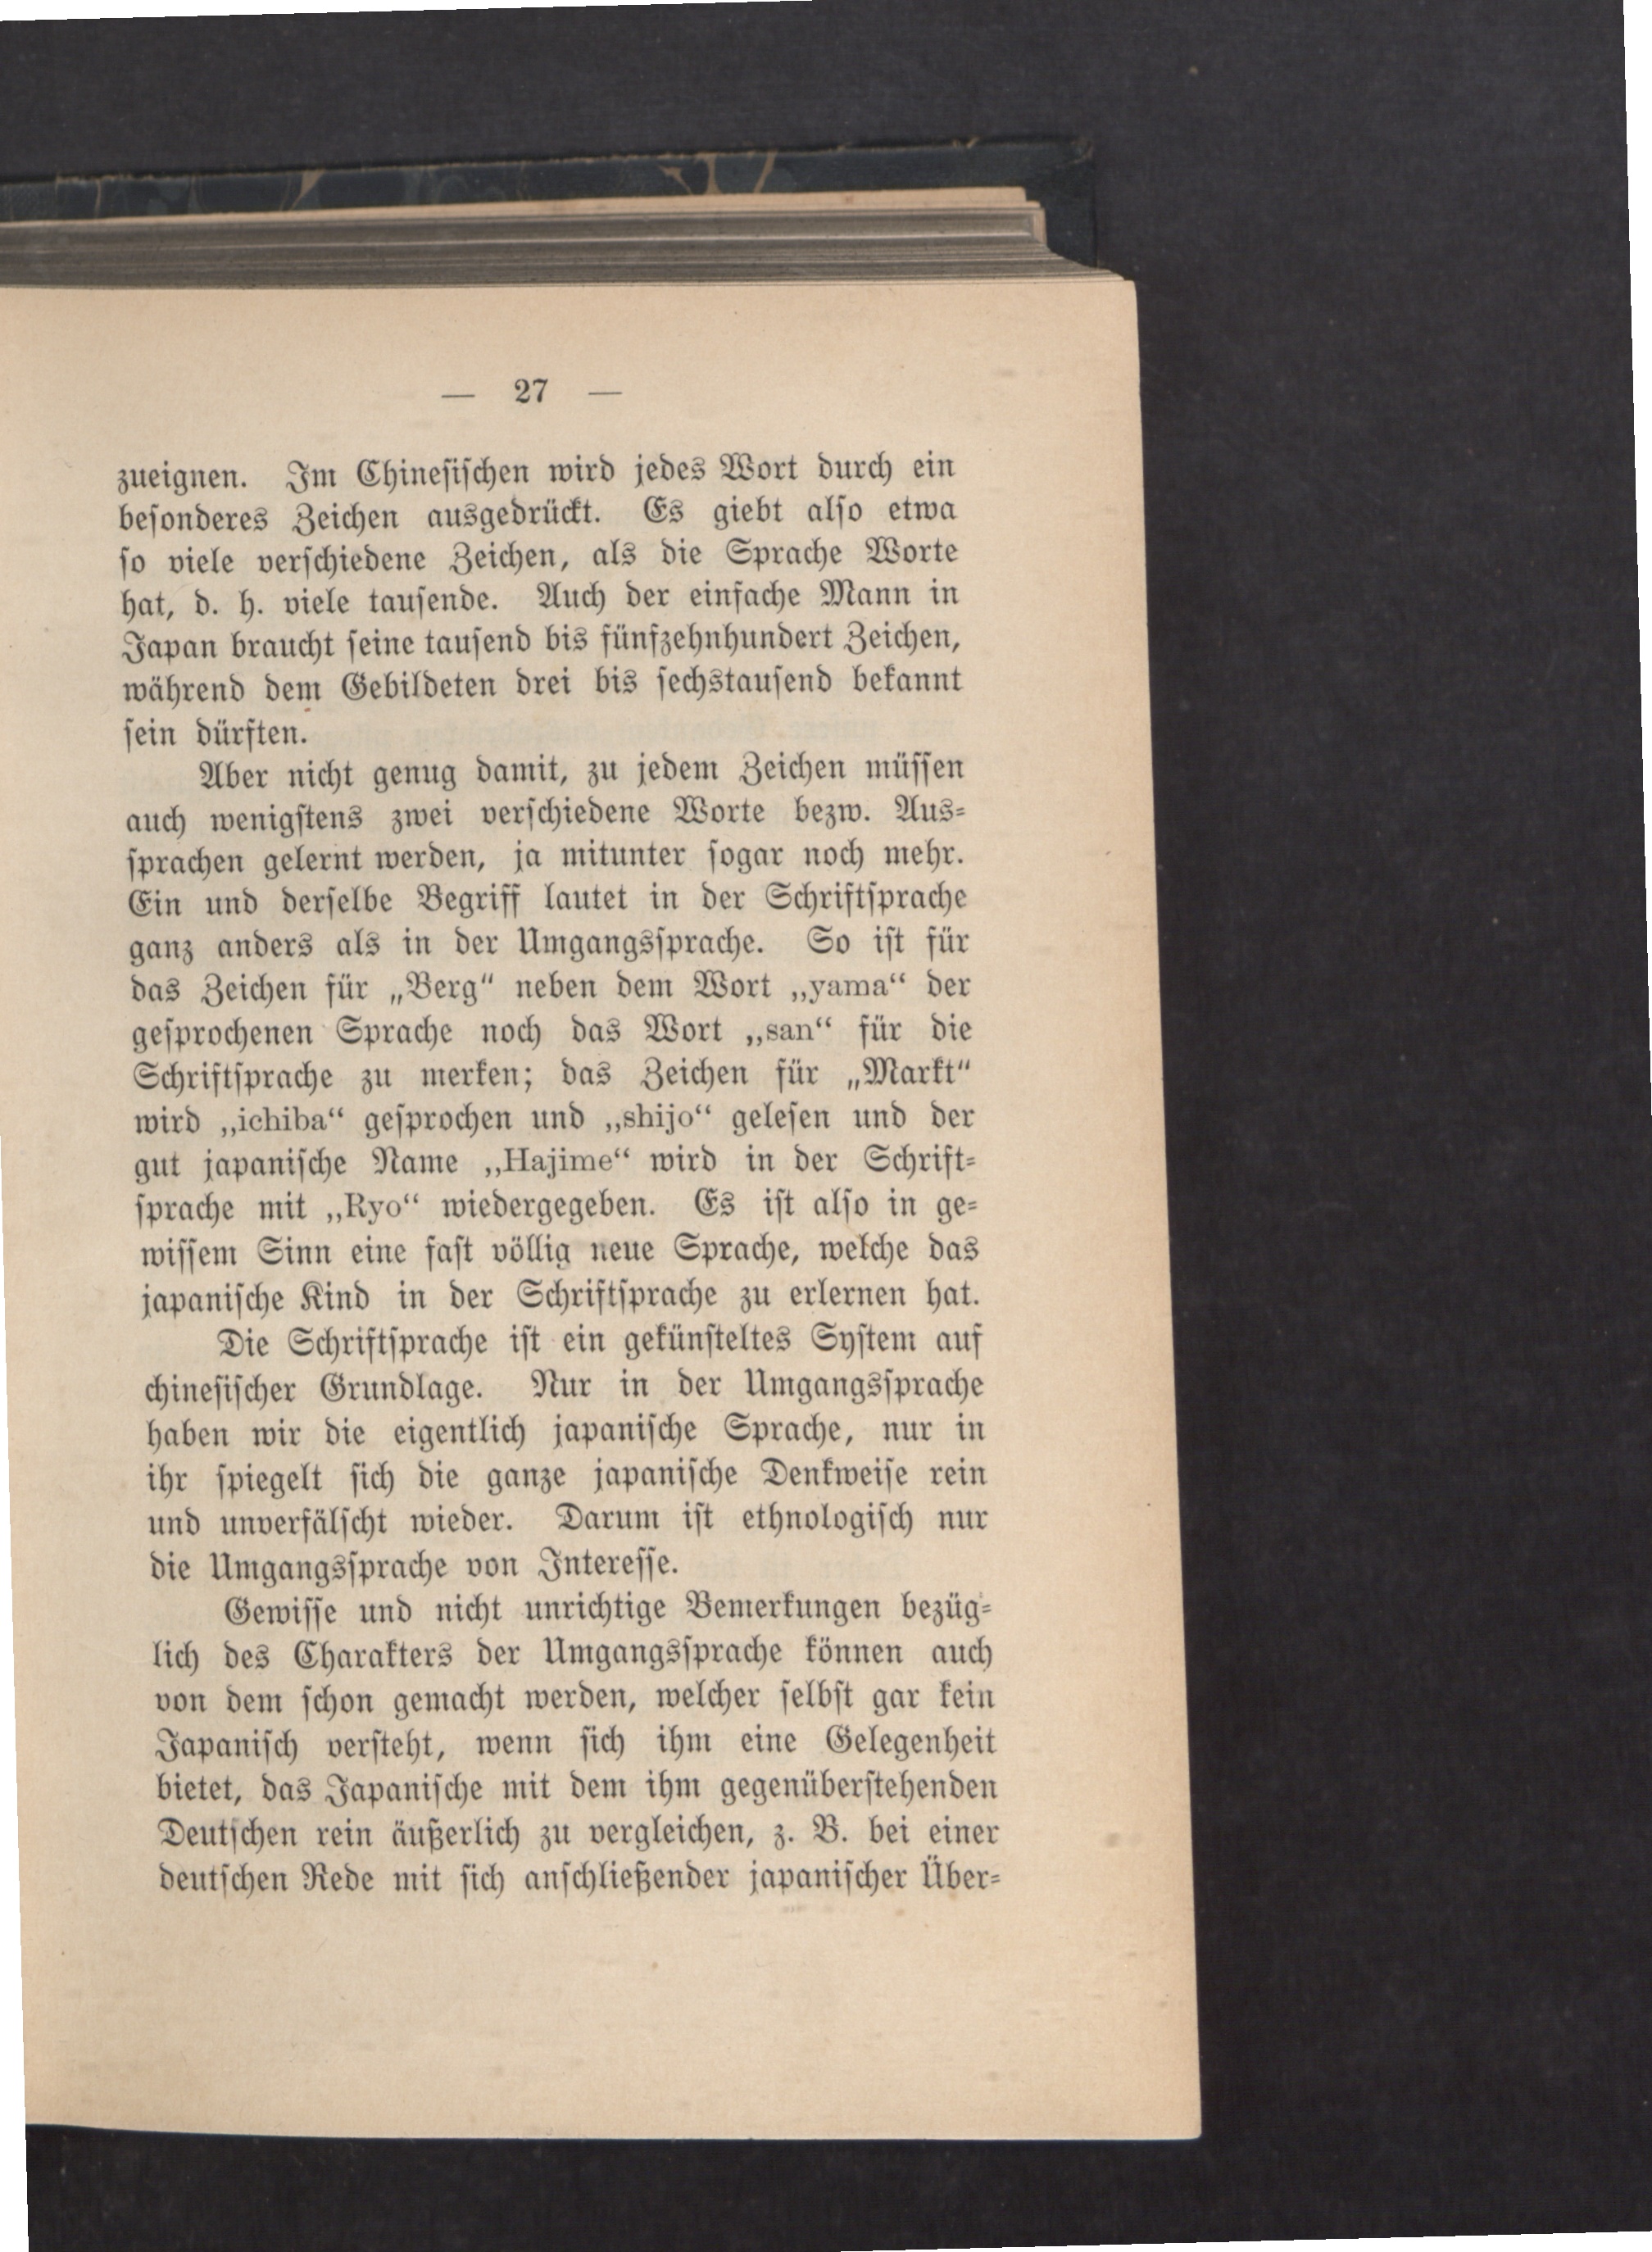 — 27 —
zueignen. Im Chinesischen wird jedes Wort durch ein
besonderes Zeichen ausgedrückt. Es giebt also etwa
so viele verschiedene Zeichen, als die Sprache Worte
hat, d. h. viele tausende. Auch der einfache Mann in
Japan braucht seine tausend bis fünfzehnhundert Zeichen,
während dem Gebildeten drei bis sechstausend bekannt
sein dürften.
Aber nicht genug damit, zu jedem Zeichen müssen
auch wenigstens zwei verschiedene Worte bezw. Aus-
sprachen gelernt werden, ja mitunter sogar noch mehr.
Ein und derselbe Begriff lautet in der Schriftsprache
ganz anders als in der Umgangssprache. So ist für
das Zeichen für „Berg“ neben dem Wort „yama“ der
gesprochenen Sprache noch das Wort „san“ für die
Schriftsprache zu merken; das Zeichen für „Markt“
wird „ichiba“ gesprochen und „shijo“ gelesen und der
gut japanische Name „Hajime“ wird in der Schrift-
sprache mit „Ryo“ wiedergegeben. Es ist also in ge-
wissem Sinn eine fast völlig neue Sprache, welche das
japanische Kind in der Schriftsprache zu erlernen hat.
Die Schriftsprache ist ein gekünsteltes System auf
chinesischer Grundlage. Nur in der Umgangssprache
haben wir die eigentlich japanische Sprache, nur in
ihr spiegelt sich die ganze japanische Denkweise rein
und unverfälscht wieder. Darum ist ethnologisch nur
die Umgangssprache von Interesse.
Gewisse und nicht unrichtige Bemerkungen bezüg-
lich des Charakters der Umgangssprache können auch
von dem schon gemacht werden, welcher selbst gar kein
Japanisch versteht, wenn sich ihm eine Gelegenheit
bietet, das Japanische mit dem ihm gegenüberstehenden
Deutschen rein äußerlich zu vergleichen, z. B. bei einer
deutschen Rede mit sich anschließender japanischer Über-